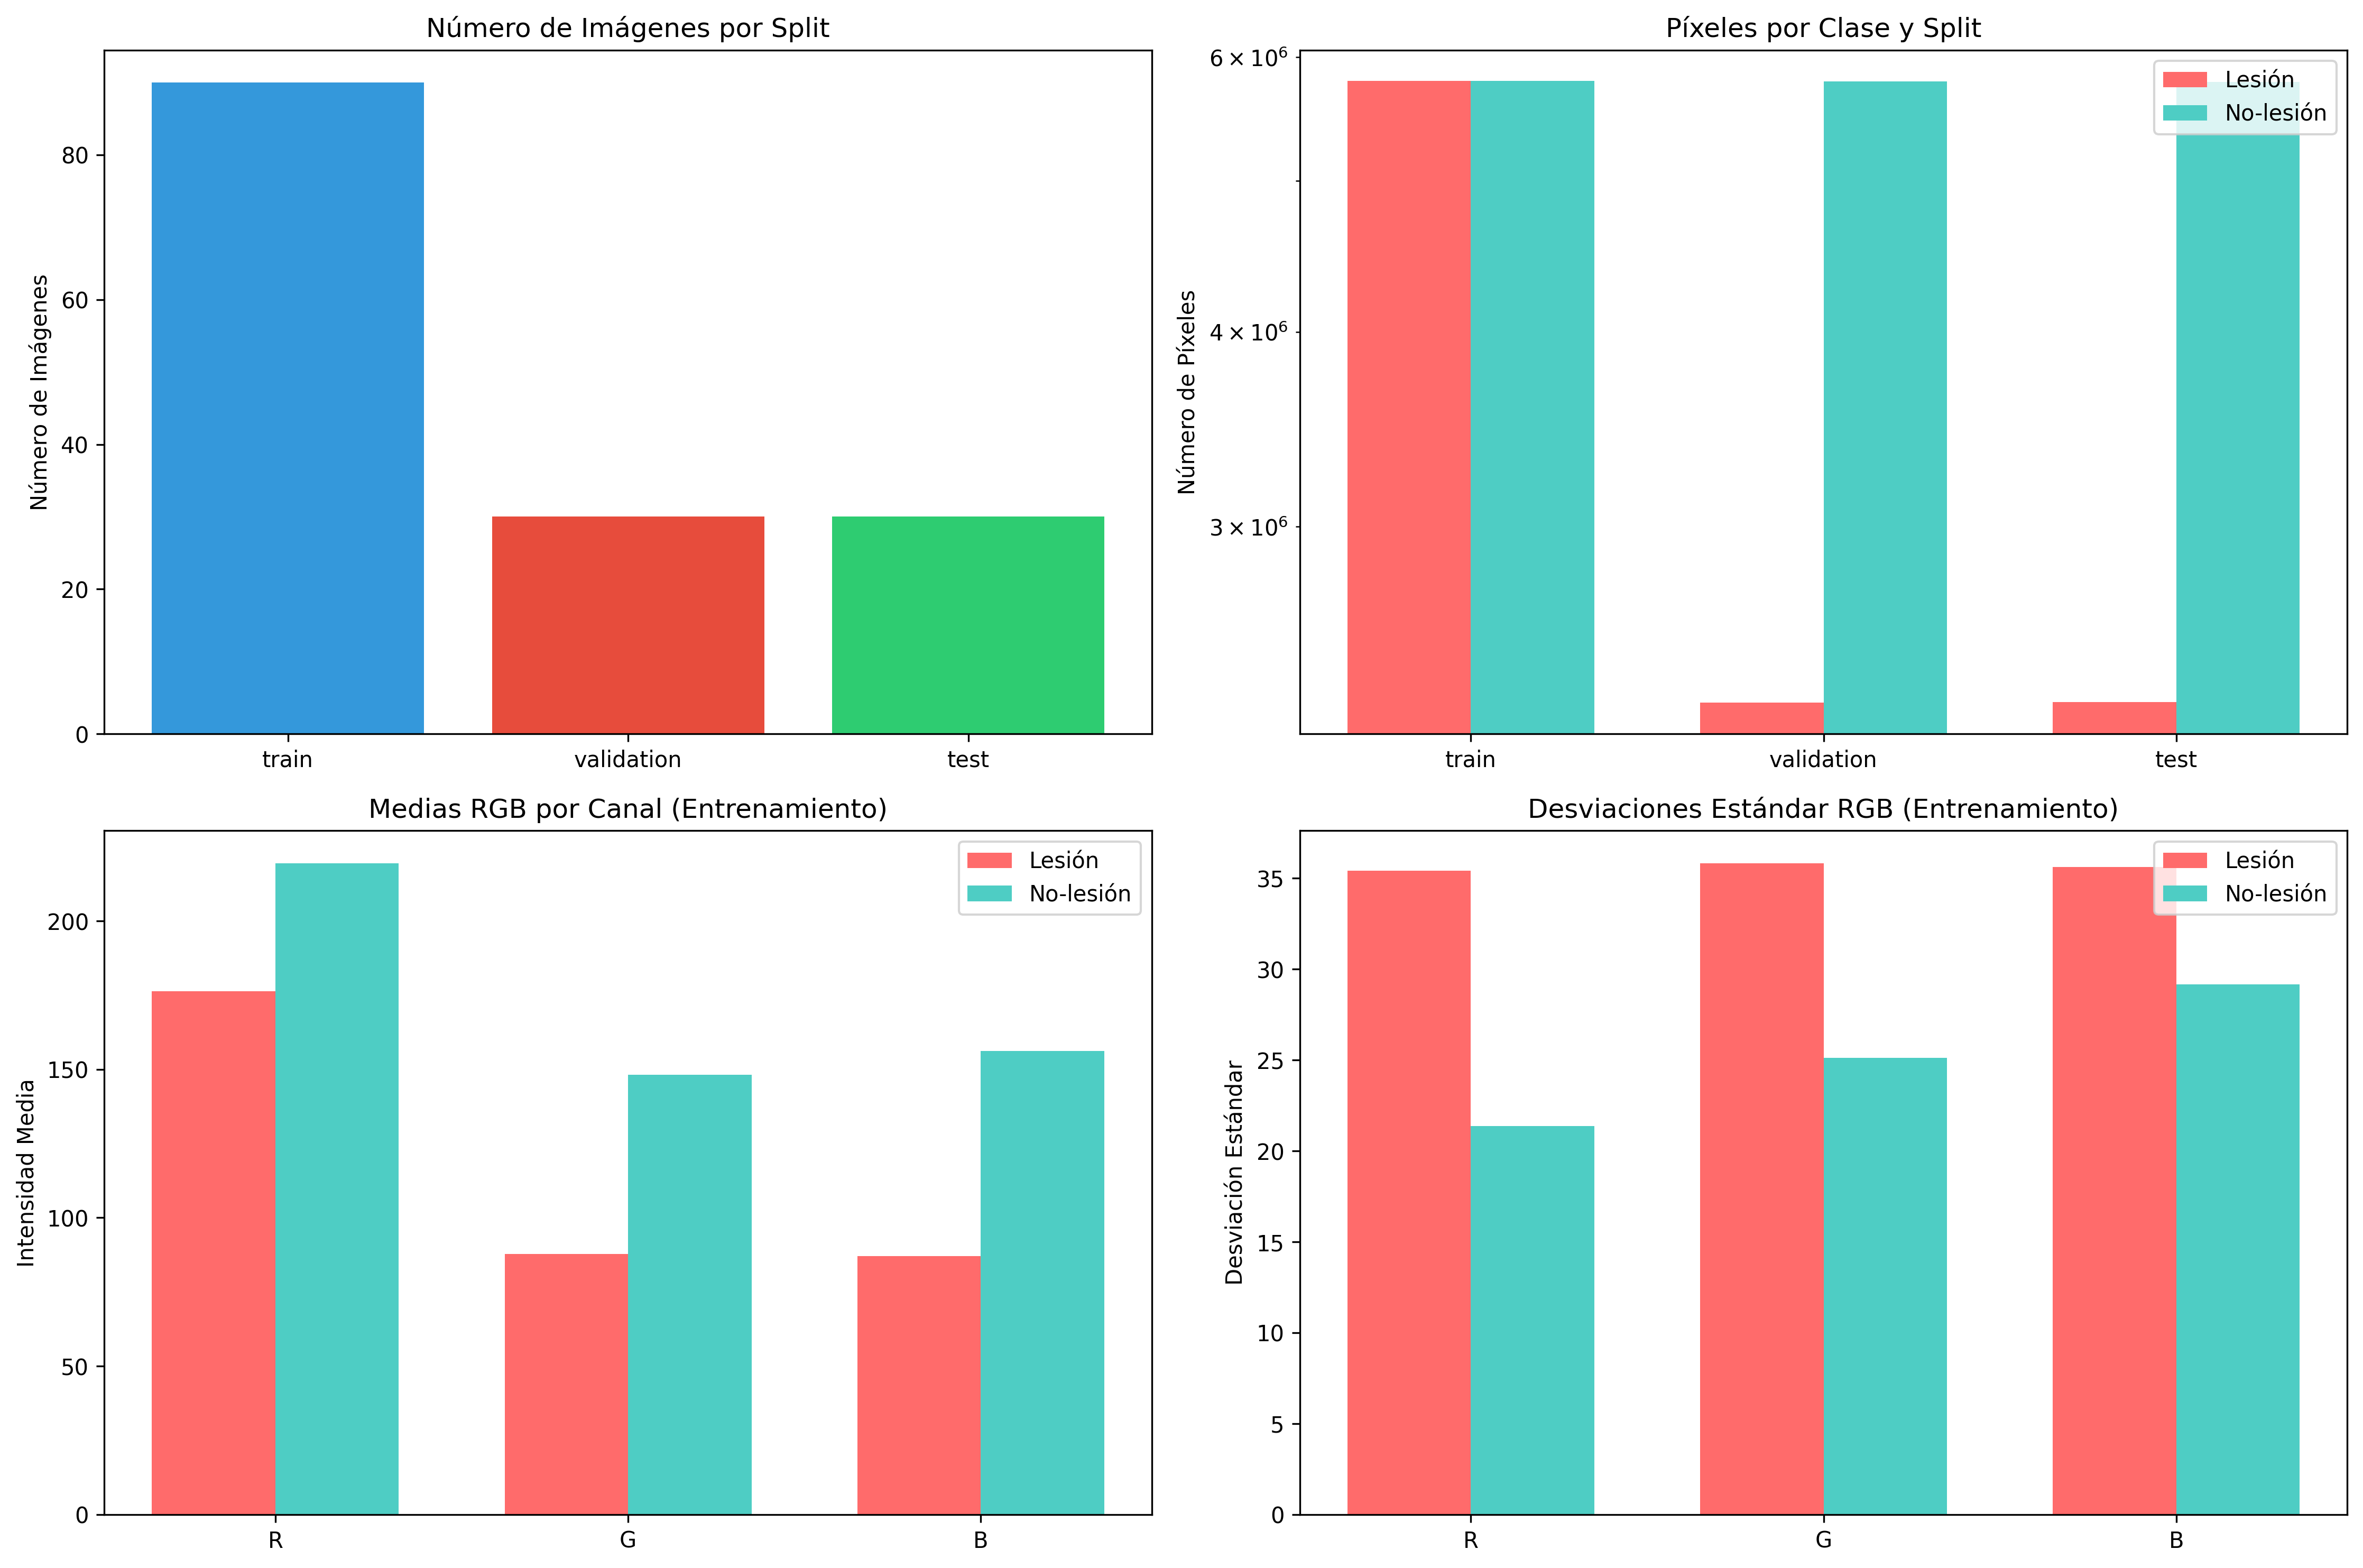 Número de Imágenes por Split
Número de Imágenes
80
60
40
20
0
train
validation
test
Píxeles por Clase y Split
Número de Píxeles
6 × 10⁶
4 × 10⁶
3 × 10⁶
Lesión
No-lesión
train
validation
test
Medias RGB por Canal (Entrenamiento)
Intensidad Media
200
150
100
50
0
Lesión
No-lesión
R
G
B
Desviaciones Estándar RGB (Entrenamiento)
Desviación Estándar
35
30
25
20
15
10
5
0
Lesión
No-lesión
R
G
B